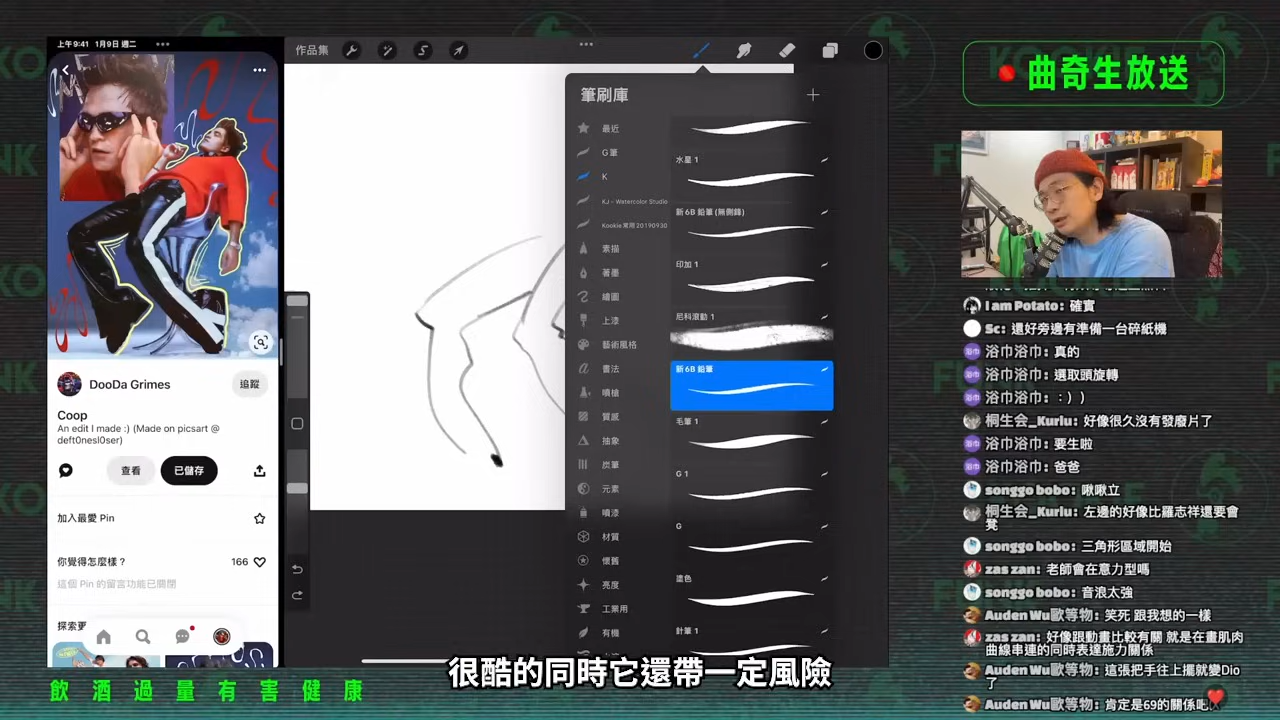 上午9:41 1月9日 週二
DooDa Grimes
追蹤
Coop
An edit I made :) (Made on picsart @
deft0nesl0ser)
查看
已儲存
加入最愛 Pin
你覺得怎麼樣？
166
這個 Pin 的留言功能已關閉
探索更
飲酒過量有害健康
作品集
筆刷庫
最近
G筆
K
KJ - Watercolor Studio
Kookie常用 20190930
素描
著墨
繪圖
上漆
藝術風格
書法
噴槍
質感
抽象
炭筆
元素
噴漆
材質
懷舊
亮度
工業用
有機
水星 1
新 6B 鉛筆 (無側鋒)
印加 1
尼科滾動 1
新 6B 鉛筆
毛筆 1
G 1
G
塗色
針筆 1
很酷的同時它還帶一定風險
曲奇生放送
I am Potato: 確實
Sc: 還好旁邊有準備一台碎紙機
浴巾浴巾: 真的
浴巾浴巾: 選取頭旋轉
浴巾浴巾: : ) )
桐生会_Kuriu: 好像很久沒有發廢片了
浴巾浴巾: 要生啦
浴巾浴巾: 爸爸
songgo bobo: 啾啾立
桐生会_Kuriu: 左邊的好像比羅志祥還要會
凳
songgo bobo: 三角形區域開始
zas zan: 老師會在意力型嗎
songgo bobo: 音浪太強
Auden Wu歐等物: 笑死 跟我想的一樣
zas zan: 好像跟動畫比較有關 就是在畫肌肉
曲線串連的同時表達施力關係
Auden Wu歐等物: 這張把手往上擺就變Dio
了
Auden Wu歐等物: 肯定是69的關係吧